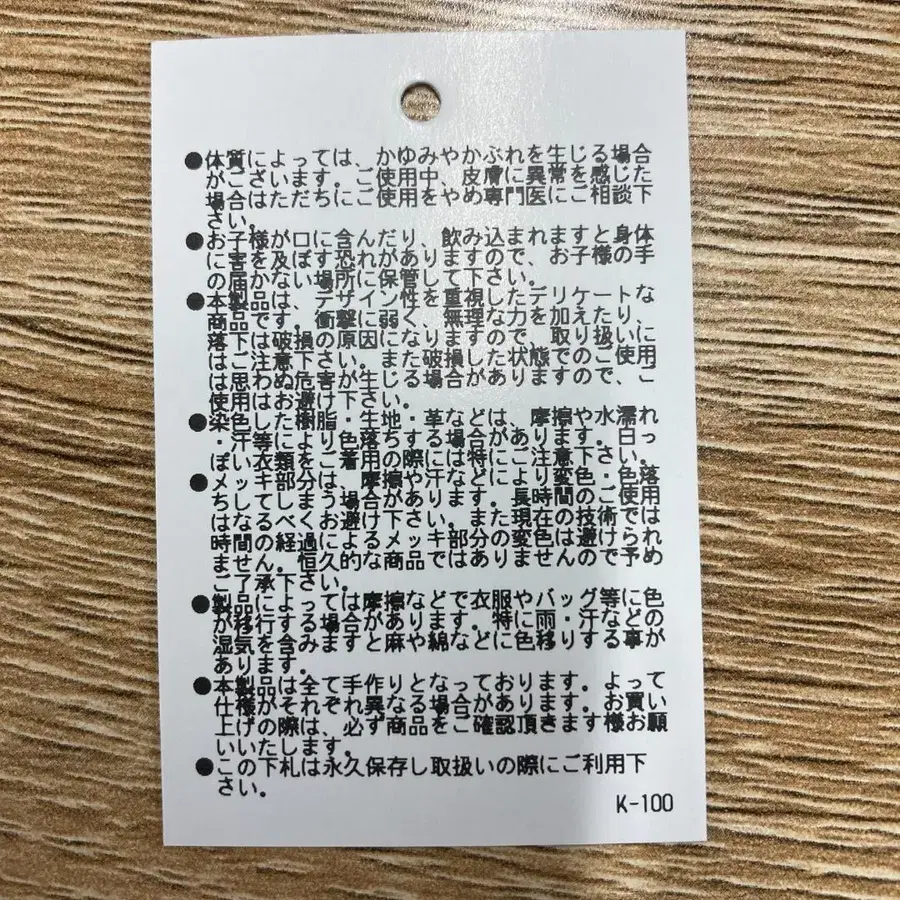 ●体質によっては、かゆみやかぶれを生じる場合
がございます。ご使用中、皮膚に異常を感じた
場合はただちにご使用をやめ専門医にご相談下
さい。
●お子様が口に含んだり、飲み込まれますと身体
に害を及ぼす恐れがありますので、お子様の手
の届かない場所に保管して下さい。
●本製品は、デザイン性を重視したデリケートな
商品です。衝撃に弱く、無理な力を加えたり、
落下は破損の原因になりますので、取り扱いに
はご注意下さい。また破損した状態でのご使用
は思わぬ危害が生じる場合がありますので、ご
使用はお避け下さい。
●染色した樹脂・生地・革などは、摩擦や水濡れ
・汗等により色落ちする場合があります。白っ
ぽい衣類をご着用の際には特にご注意下さい。
●メッキ部分は、摩擦や汗などにより変色・色落
ちしてしまう場合があります。長時間のご使用
はなるべくお避け下さい。また現在の技術では
時間の経過によるメッキ部分の変色は避けられ
ません。恒久的な商品ではありませんので予め
ご了承下さい。
●製品によっては摩擦などで衣服やバッグ等に色
が移行する場合があります。特に雨・汗などの
湿気を含みますと麻や綿などに色移りする事が
あります。
●本製品は全て手作りとなっております。よって
仕様がそれぞれ異なる場合があります。お買い
上げの際は、必ず商品をご確認頂きます様お願
いいたします。
●この下札は永久保存し取扱いの際にご利用下
さい。
K-100